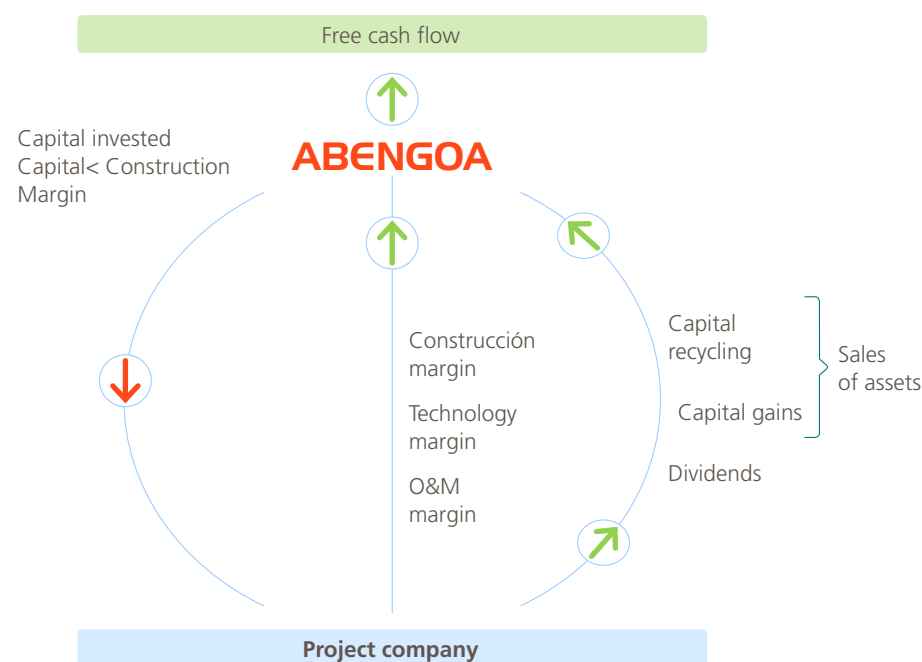 Free cash flow
Capital invested
Capital< Construction
Margin
ABENGOA
Construcción
margin
Technology
margin
O&M
margin
Capital
recycling
Capital gains
Sales
of assets
Dividends
Project company